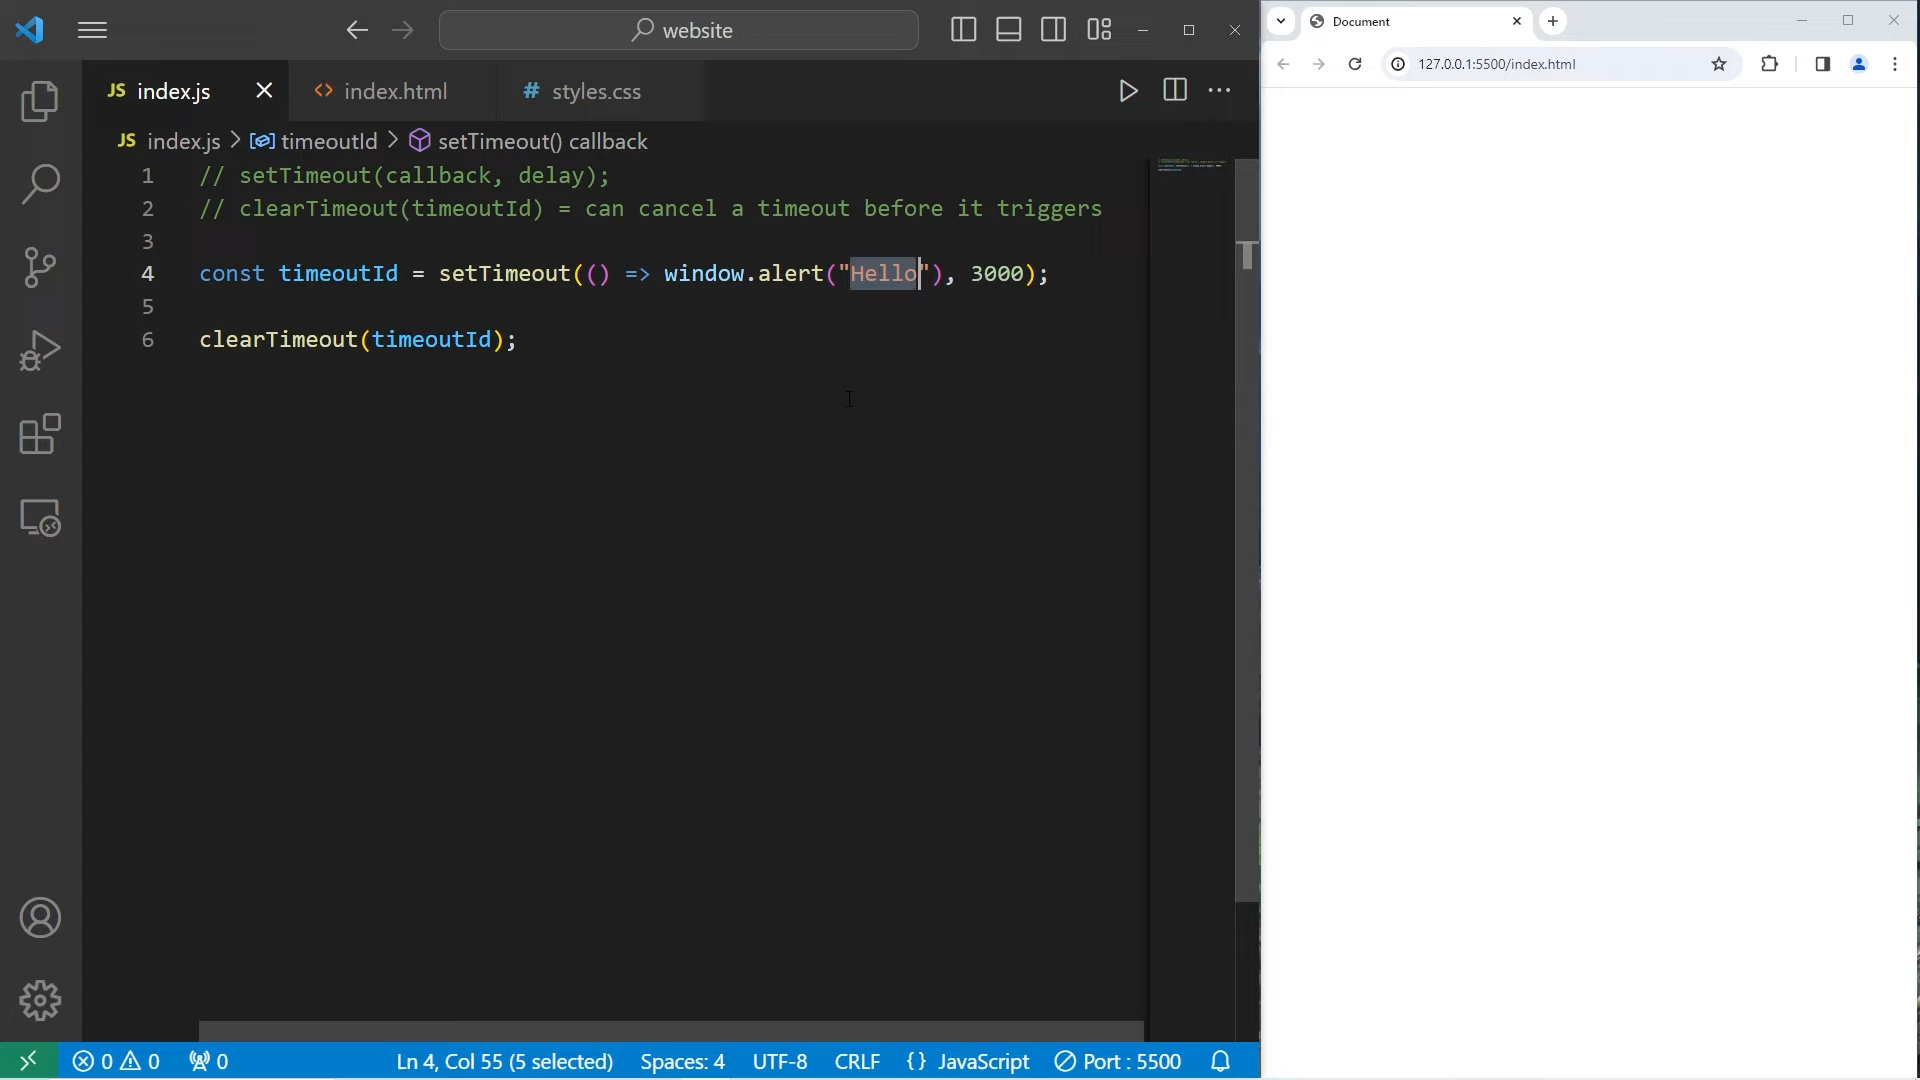 website
Document
127.0.0.1:5500/index.html
JS index.js
<> index.html
# styles.css
JS index.js > timeoutId > setTimeout() callback
1 // setTimeout(callback, delay);
2 // clearTimeout(timeoutId) = can cancel a timeout before it triggers
3
4 const timeoutId = setTimeout(() => window.alert("Hello"), 3000);
5
6 clearTimeout(timeoutId);
0 0 0 Ln 4, Col 55 (5 selected) Spaces: 4 UTF-8 CRLF {} JavaScript Port : 5500